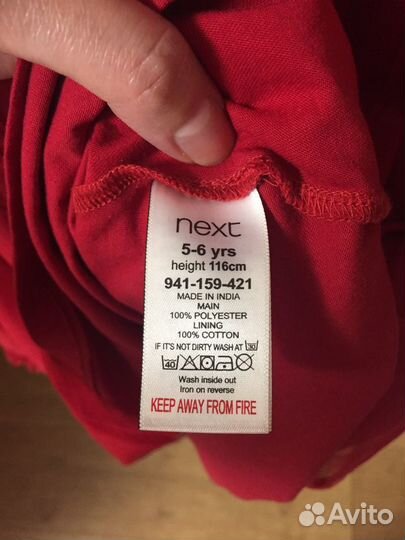 next
5-6 yrs
height 116cm
941-159-421
MADE IN INDIA
MAIN
100% POLYESTER
LINING
100% COTTON
IF IT'S NOT DIRTY WASH AT 30
40
Wash inside out
Iron on reverse
KEEP AWAY FROM FIRE
Avito